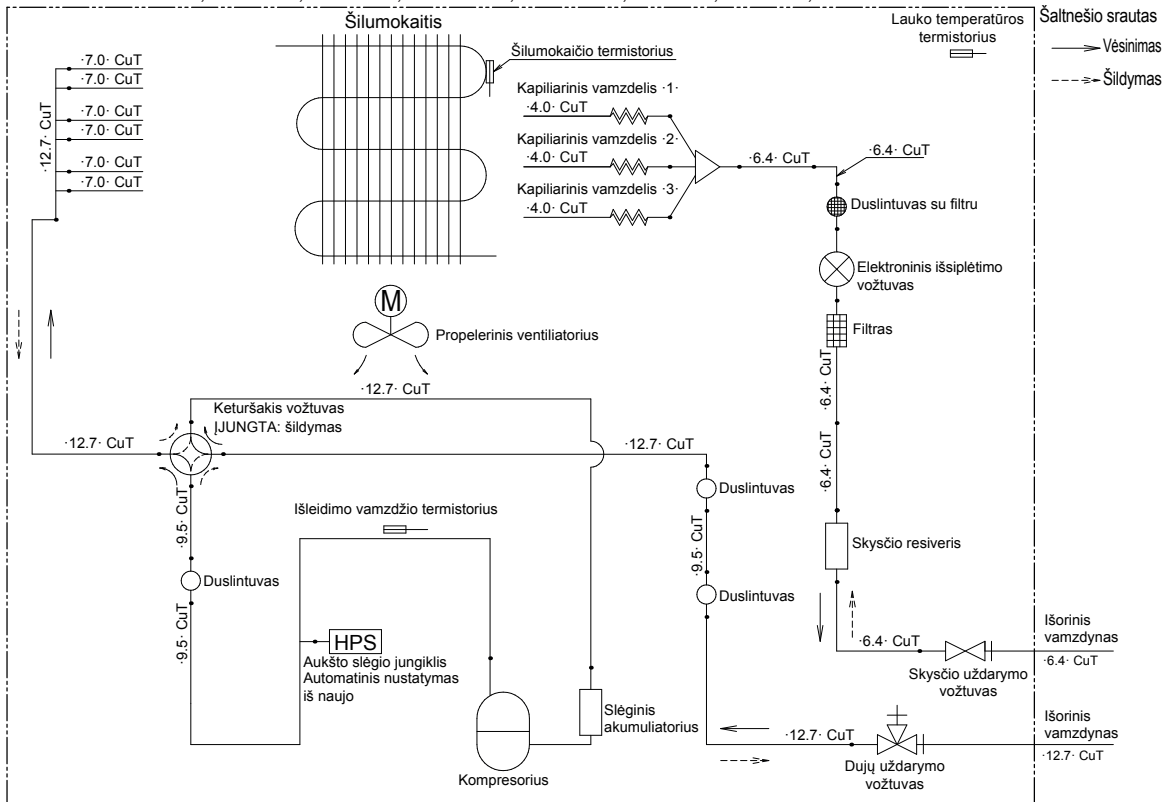 Šilumokaitis
Lauko temperatūros
termistorius
Šaltnešio srautas
Vėsinimas
Šildymas
Šilumokaičio termistorius
·7.0· CuT
·7.0· CuT
·7.0· CuT
·7.0· CuT
·7.0· CuT
·7.0· CuT
·12.7· CuT
Kapiliarinis vamzdelis ·1·
·4.0· CuT
Kapiliarinis vamzdelis ·2·
·4.0· CuT
Kapiliarinis vamzdelis ·3·
·4.0· CuT
·6.4· CuT
·6.4· CuT
Duslintuvas su filtru
Elektroninis išsiplėtimo
vožtuvas
Filtras
·6.4· CuT
·6.4· CuT
M
Propelerinis ventiliatorius
·12.7· CuT
Keturšakis vožtuvas
ĮJUNGTA: šildymas
·12.7· CuT
·12.7· CuT
Duslintuvas
·9.5· CuT
Išleidimo vamzdžio termistorius
·9.5· CuT
Skysčio resiveris
Duslintuvas
Duslintuvas
·9.5· CuT
HPS
Aukšto slėgio jungiklis
Automatinis nustatymas
iš naujo
·6.4· CuT
Išorinis
vamzdynas
·6.4· CuT
Skysčio uždarymo
vožtuvas
Slėginis
akumuliatorius
Kompresorius
·12.7· CuT
Išorinis
vamzdynas
·12.7· CuT
Dujų uždarymo
vožtuvas